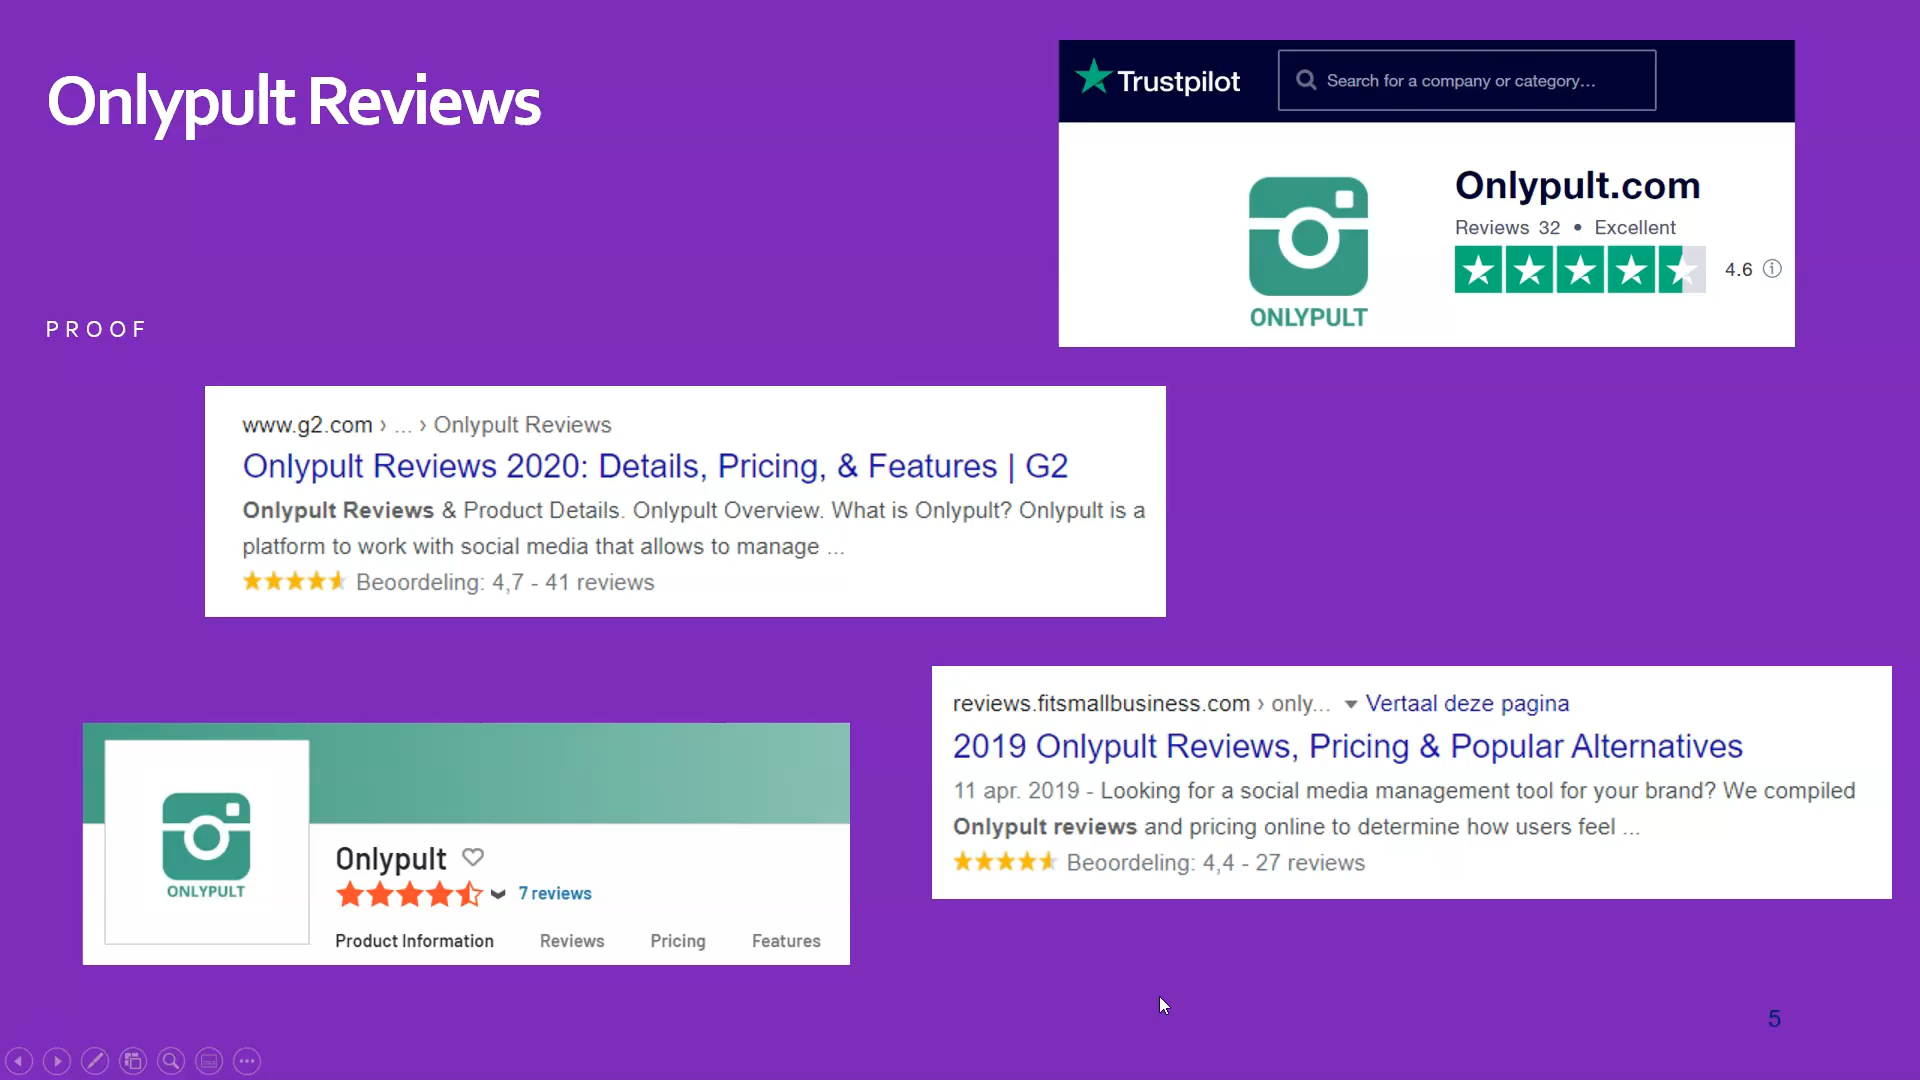 Onlypult Reviews
PROOF
Trustpilot
Search for a company or category...
Onlypult.com
Reviews 32 • Excellent
4.6
ONLYPULT
www.g2.com › ... › Onlypult Reviews
Onlypult Reviews 2020: Details, Pricing, & Features | G2
Onlypult Reviews & Product Details. Onlypult Overview. What is Onlypult? Onlypult is a
platform to work with social media that allows to manage ...
Beoordeling: 4,7 - 41 reviews
reviews.fitsmallbusiness.com › only... Vertaal deze pagina
2019 Onlypult Reviews, Pricing & Popular Alternatives
11 apr. 2019 - Looking for a social media management tool for your brand? We compiled
Onlypult reviews and pricing online to determine how users feel ...
Beoordeling: 4,4 - 27 reviews
ONLYPULT
Onlypult
7 reviews
Product Information Reviews Pricing Features
5